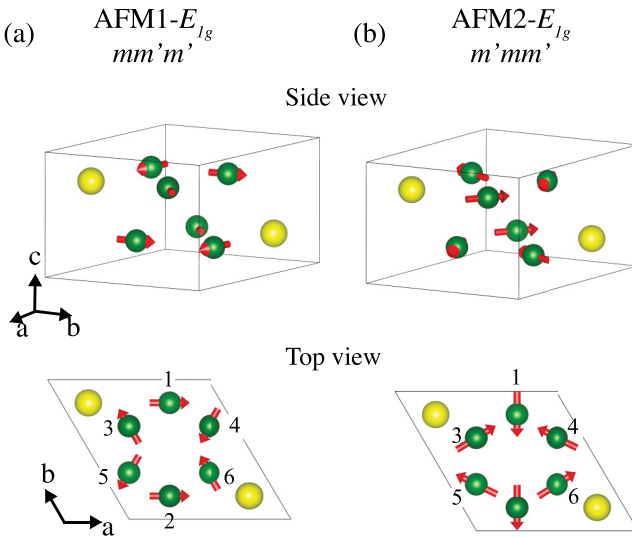 (a) AFM1-E1g
mm'm'
(b) AFM2-E1g
m'mm'
Side view
c
a b
Top view
1
3 4
5 6
2
b
a
1
3 4
5 6
2